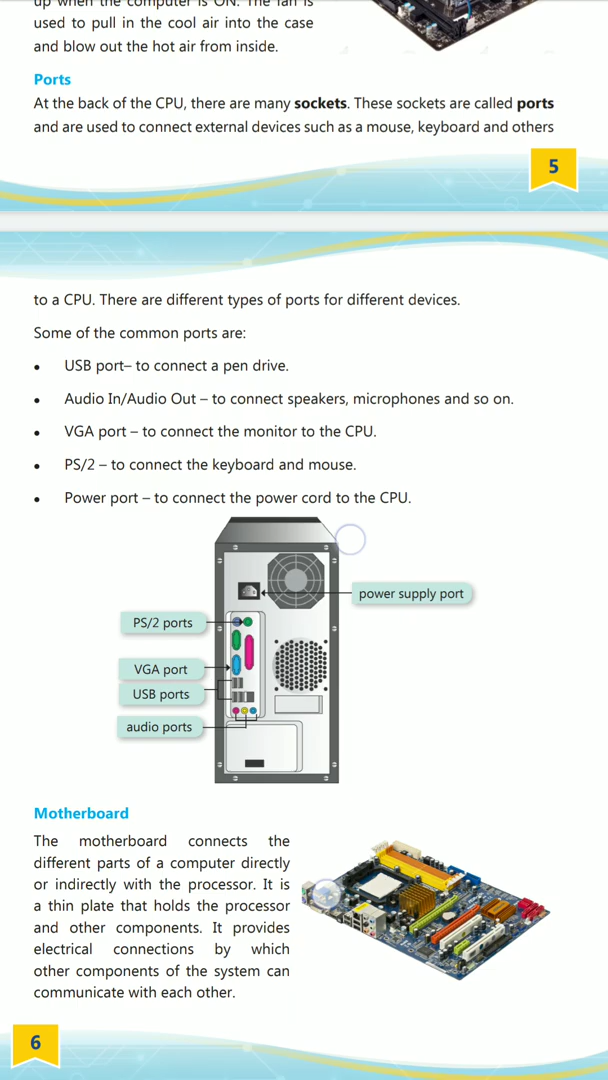 up when the computer is ON. The fan is
used to pull in the cool air into the case
and blow out the hot air from inside.
Ports
At the back of the CPU, there are many sockets. These sockets are called ports
and are used to connect external devices such as a mouse, keyboard and others
5
to a CPU. There are different types of ports for different devices.
Some of the common ports are:
• USB port– to connect a pen drive.
• Audio In/Audio Out – to connect speakers, microphones and so on.
• VGA port – to connect the monitor to the CPU.
• PS/2 – to connect the keyboard and mouse.
• Power port – to connect the power cord to the CPU.
power supply port
PS/2 ports
VGA port
USB ports
audio ports
Motherboard
The motherboard connects the
different parts of a computer directly
or indirectly with the processor. It is
a thin plate that holds the processor
and other components. It provides
electrical connections by which
other components of the system can
communicate with each other.
6